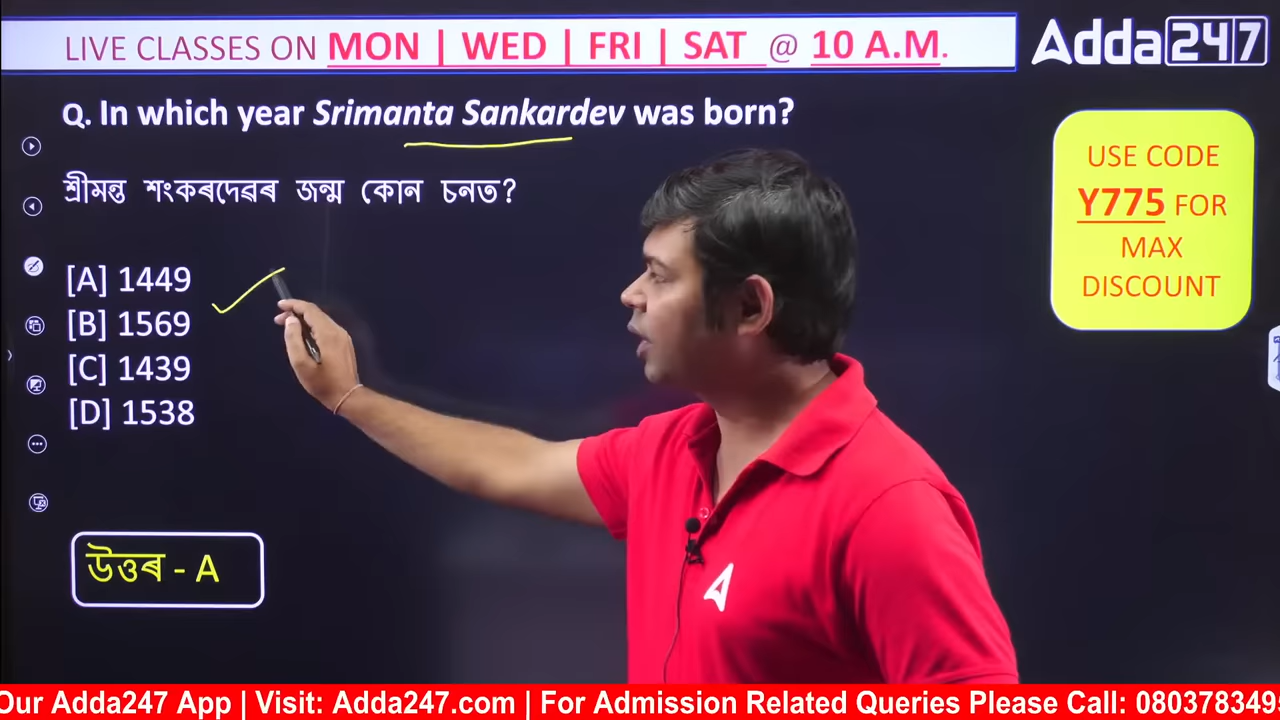 LIVE CLASSES ON MON | WED | FRI | SAT @ 10 A.M.
Adda247
Q. In which year Srimanta Sankardev was born?
শ্ৰীমন্ত শংকৰদেৱৰ জন্ম কোন চনত?
[A] 1449
[B] 1569
[C] 1439
[D] 1538
উত্তৰ - A
USE CODE
Y775 FOR
MAX
DISCOUNT
Our Adda247 App | Visit: Adda247.com | For Admission Related Queries Please Call: 080378349